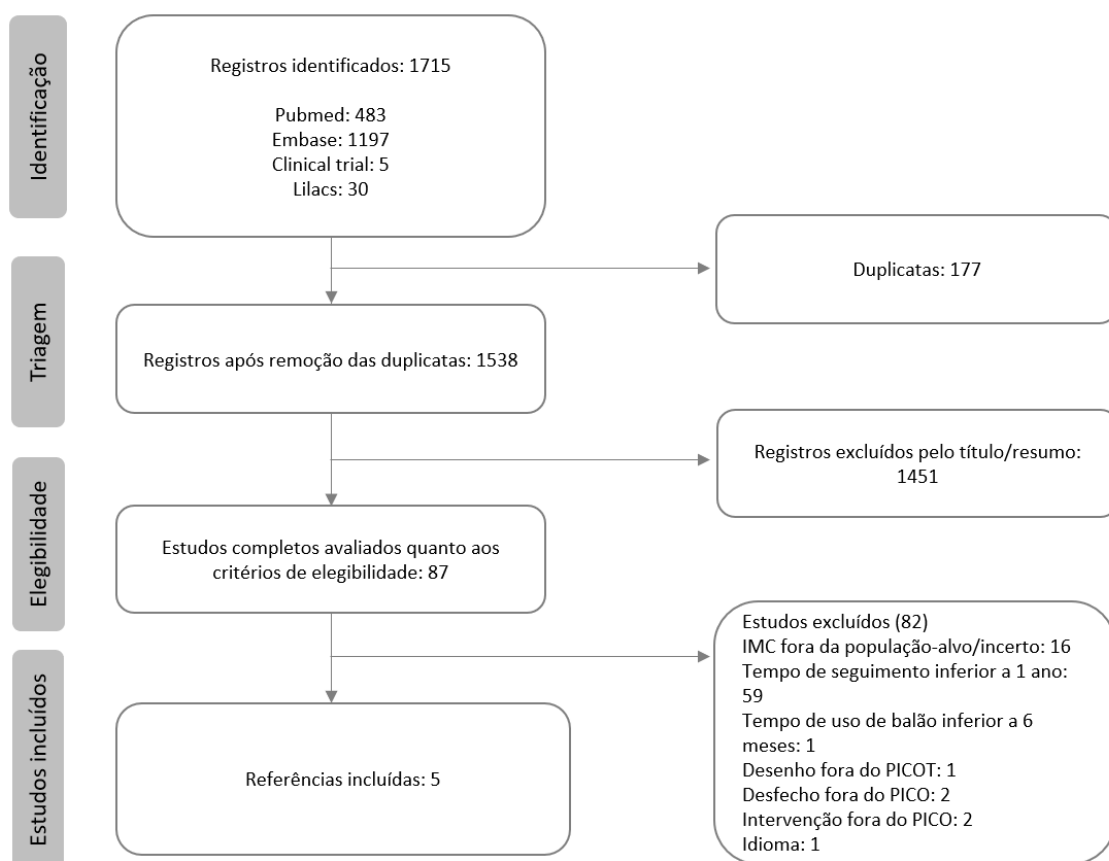 Identificação
Registros identificados: 1715
Pubmed: 483
Embase: 1197
Clinical trial: 5
Lilacs: 30
Duplicatas: 177
Triagem
Registros após remoção das duplicatas: 1538
Registros excluídos pelo título/resumo:
1451
Elegibilidade
Estudos completos avaliados quanto aos
critérios de elegibilidade: 87
Estudos excluídos (82)
IMC fora da população-alvo/incerto: 16
Tempo de seguimento inferior a 1 ano:
59
Tempo de uso de balão inferior a 6
meses: 1
Desenho fora do PICOT: 1
Desfecho fora do PICO: 2
Intervenção fora do PICO: 2
Idioma: 1
Estudos incluídos
Referências incluídas: 5